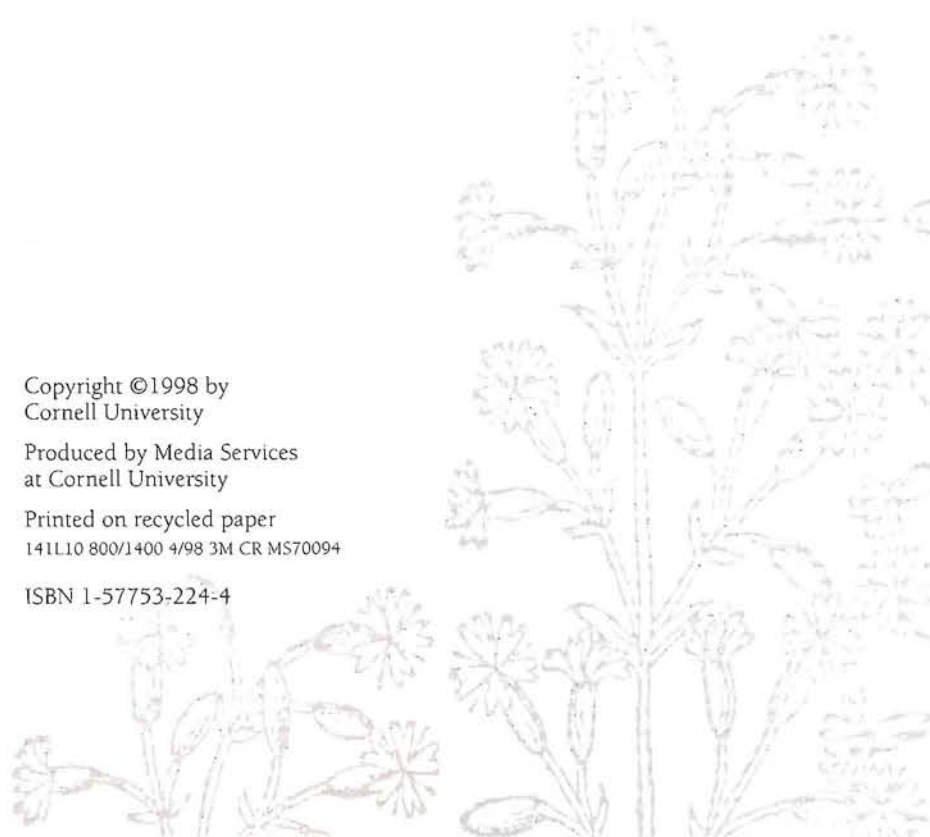 Copyright ©1998 by
Cornell University
Produced by Media Services
at Cornell University
Printed on recycled paper
141L10 800/1400 4/98 3M CR MS70094
ISBN 1-57753-224-4